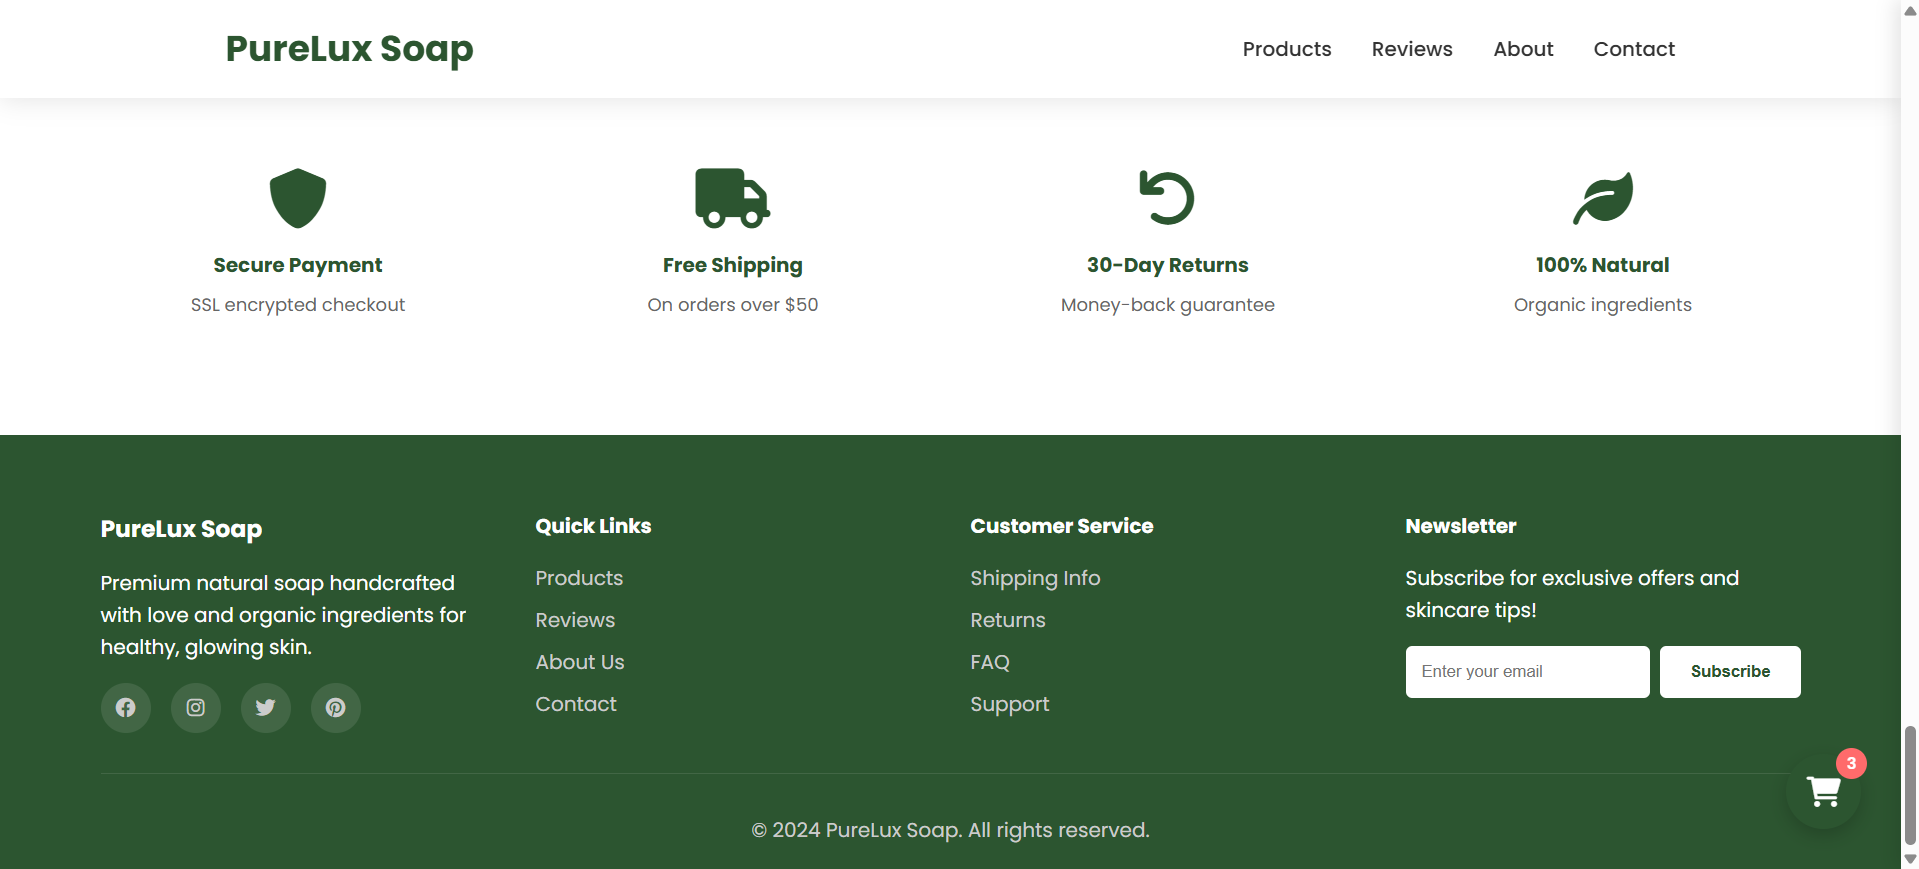 PureLux Soap
Products
Reviews
About
Contact
Secure Payment
SSL encrypted checkout
Free Shipping
On orders over $50
30-Day Returns
Money-back guarantee
100% Natural
Organic ingredients
PureLux Soap
Premium natural soap handcrafted
with love and organic ingredients for
healthy, glowing skin.
Quick Links
Products
Reviews
About Us
Contact
Customer Service
Shipping Info
Returns
FAQ
Support
Newsletter
Subscribe for exclusive offers and
skincare tips!
Enter your email
Subscribe
3
© 2024 PureLux Soap. All rights reserved.